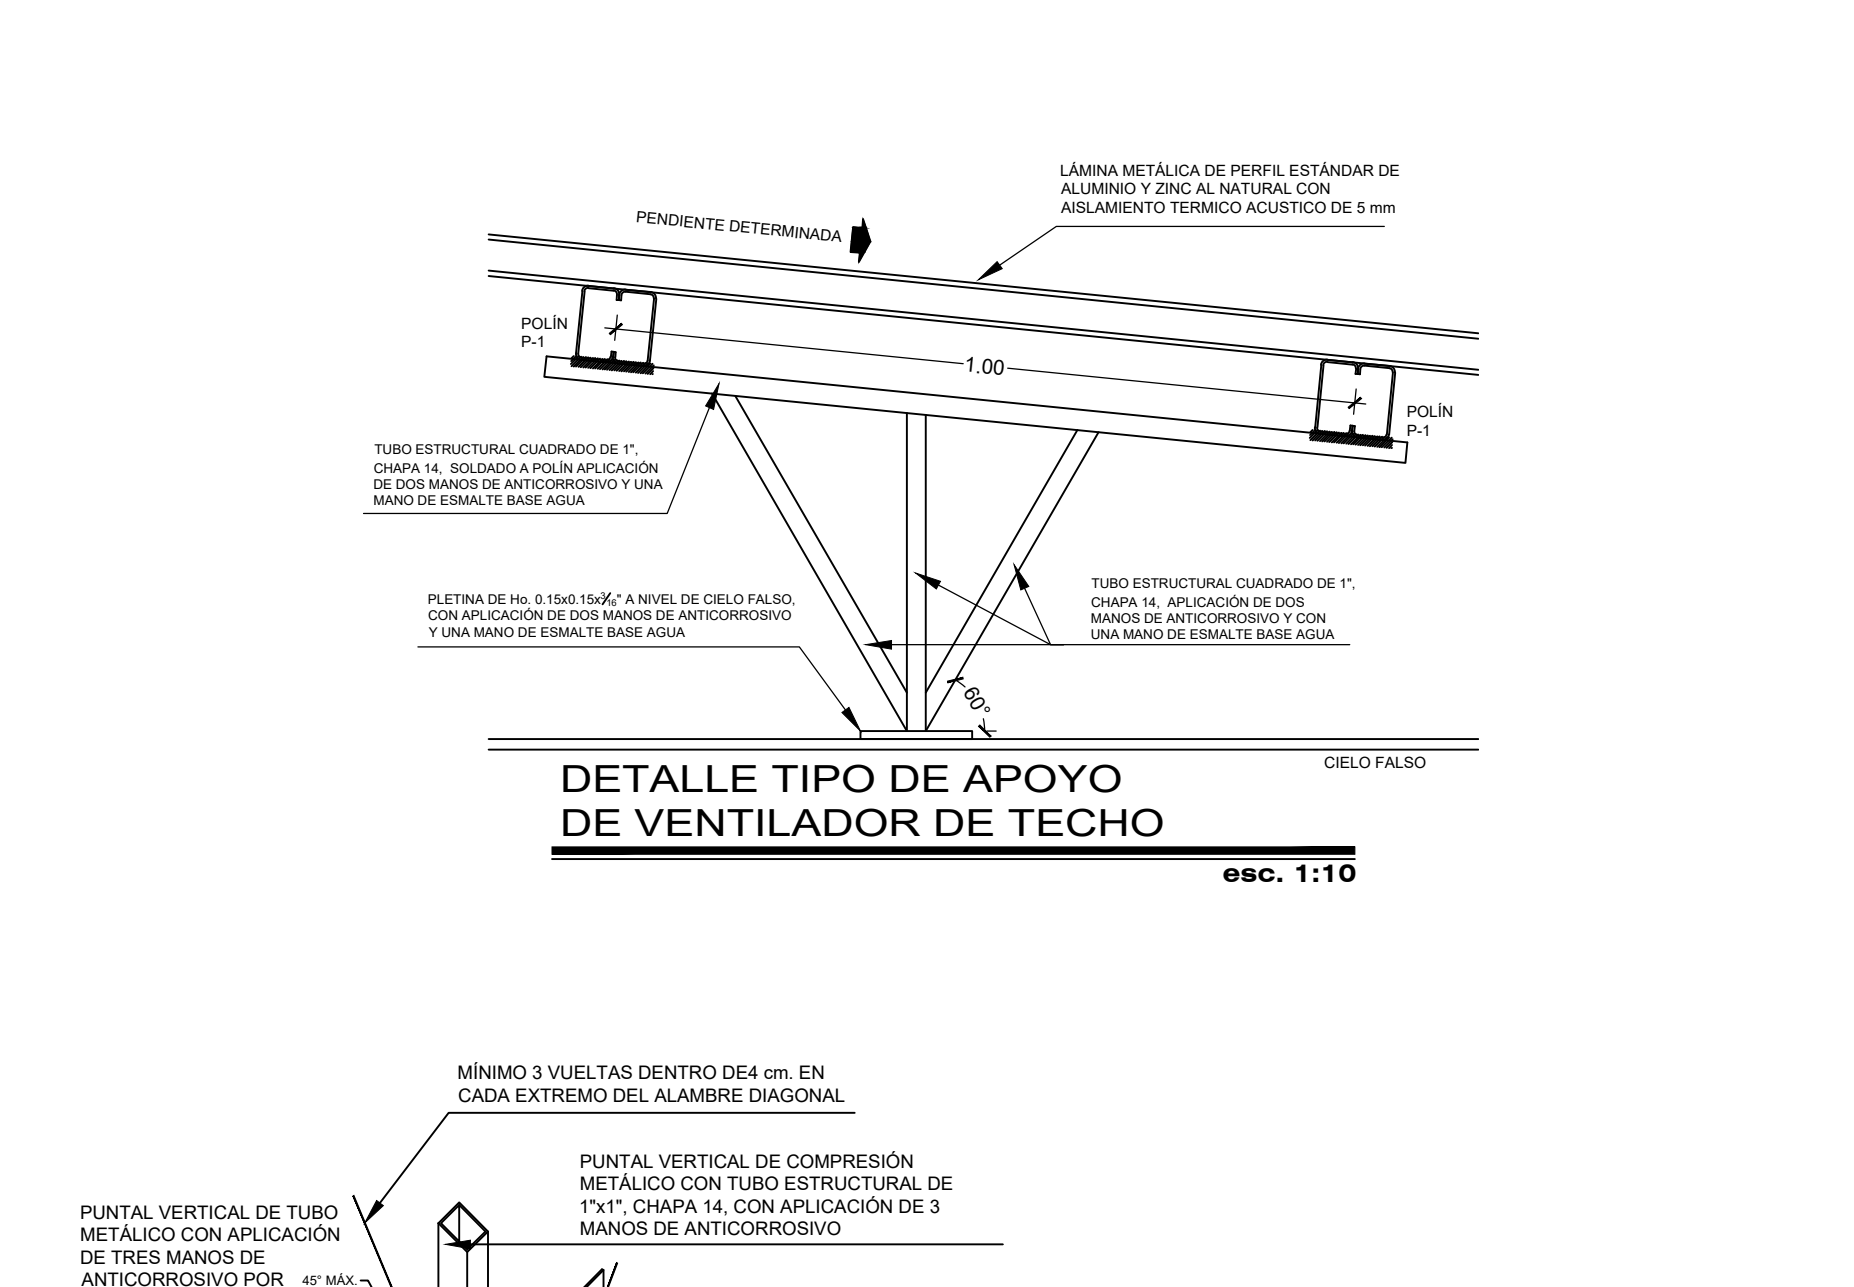 LÁMINA METÁLICA DE PERFIL ESTÁNDAR DE
ALUMINIO Y ZINC AL NATURAL CON
AISLAMIENTO TERMICO ACUSTICO DE 5 mm
PENDIENTE DETERMINADA
POLÍN
P-1
1.00
POLÍN
P-1
TUBO ESTRUCTURAL CUADRADO DE 1",
CHAPA 14, SOLDADO A POLÍN APLICACIÓN
DE DOS MANOS DE ANTICORROSIVO Y UNA
MANO DE ESMALTE BASE AGUA
TUBO ESTRUCTURAL CUADRADO DE 1",
CHAPA 14, APLICACIÓN DE DOS
MANOS DE ANTICORROSIVO Y CON
UNA MANO DE ESMALTE BASE AGUA
PLETINA DE Ho. 0.15x0.15x3/16" A NIVEL DE CIELO FALSO,
CON APLICACIÓN DE DOS MANOS DE ANTICORROSIVO
Y UNA MANO DE ESMALTE BASE AGUA
60°
CIELO FALSO
DETALLE TIPO DE APOYO
DE VENTILADOR DE TECHO
esc. 1:10
MÍNIMO 3 VUELTAS DENTRO DE4 cm. EN
CADA EXTREMO DEL ALAMBRE DIAGONAL
PUNTAL VERTICAL DE COMPRESIÓN
METÁLICO CON TUBO ESTRUCTURAL DE
1"x1", CHAPA 14, CON APLICACIÓN DE 3
MANOS DE ANTICORROSIVO
PUNTAL VERTICAL DE TUBO
METÁLICO CON APLICACIÓN
DE TRES MANOS DE
ANTICORROSIVO POR
45° MÁX.